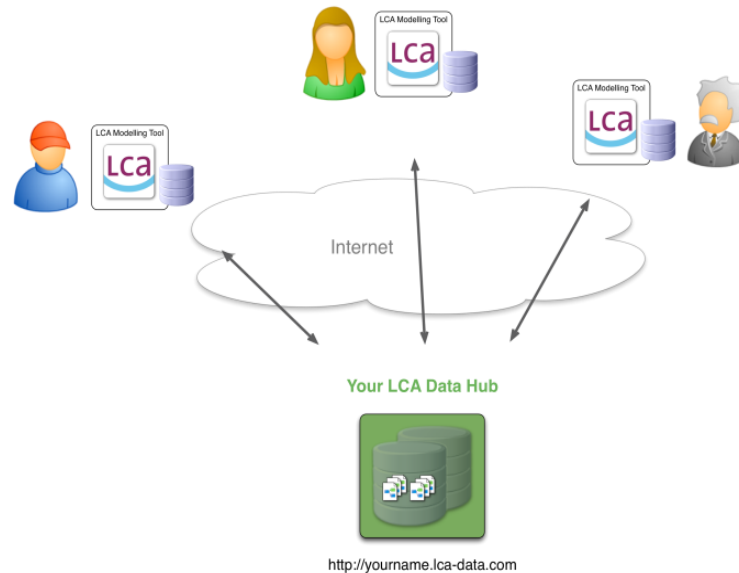 LCA Modelling Tool
Lca
LCA Modelling Tool
Lca
LCA Modelling Tool
Lca
Internet
Your LCA Data Hub
http://yourname.lca-data.com